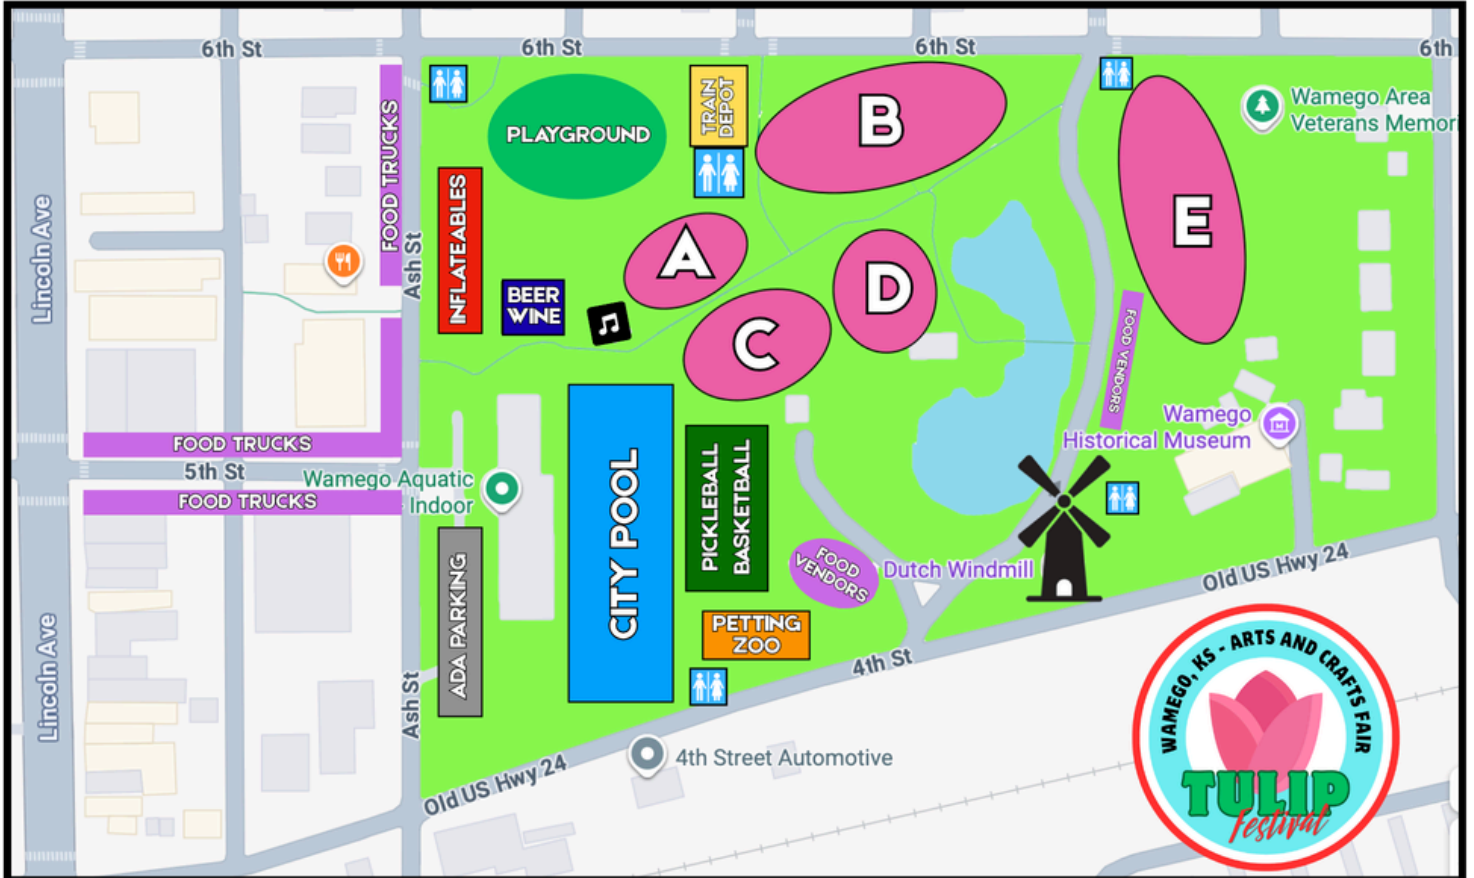 6th St
6th St
6th St
6th
FOOD TRUCKS
PLAYGROUND
TRAIN
DEPOT
B
Wamego Area
Veterans Memori
INFLATEABLES
A
E
Lincoln Ave
Ash St
BEER
WINE
D
C
FOOD VENDORS
Wamego
Historical Museum
FOOD TRUCKS
5th St
FOOD TRUCKS
Wamego Aquatic
- Indoor
CITY POOL
PICKLEBALL
BASKETBALL
FOOD
VENDORS
Dutch Windmill
Old US Hwy 24
ADA PARKING
PETTING
ZOO
4th St
Lincoln Ave
Ash St
4th Street Automotive
Old US Hwy 24
WAMEGO, KS - ARTS AND CRAFTS FAIR
TULIP
Festival